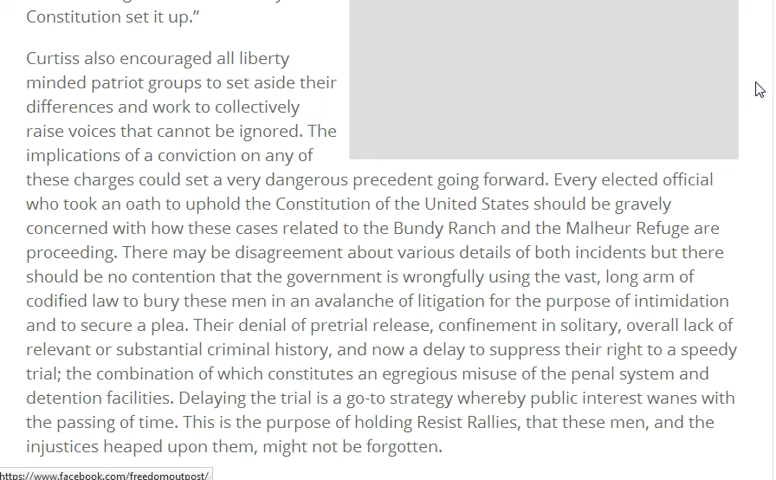 Constitution set it up.”
Curtiss also encouraged all liberty
minded patriot groups to set aside their
differences and work to collectively
raise voices that cannot be ignored. The
implications of a conviction on any of
these charges could set a very dangerous precedent going forward. Every elected official
who took an oath to uphold the Constitution of the United States should be gravely
concerned with how these cases related to the Bundy Ranch and the Malheur Refuge are
proceeding. There may be disagreement about various details of both incidents but there
should be no contention that the government is wrongfully using the vast, long arm of
codified law to bury these men in an avalanche of litigation for the purpose of intimidation
and to secure a plea. Their denial of pretrial release, confinement in solitary, overall lack of
relevant or substantial criminal history, and now a delay to suppress their right to a speedy
trial; the combination of which constitutes an egregious misuse of the penal system and
detention facilities. Delaying the trial is a go-to strategy whereby public interest wanes with
the passing of time. This is the purpose of holding Resist Rallies, that these men, and the
injustices heaped upon them, might not be forgotten.
https://www.facebook.com/freedomoutpost/